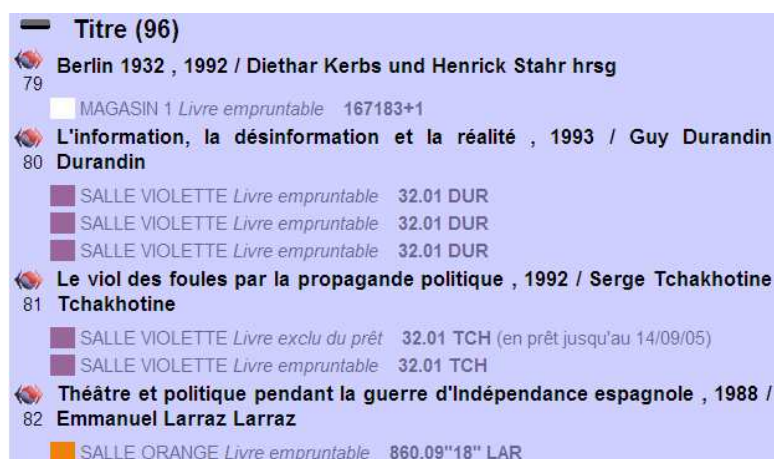 Titre (96)
Berlin 1932 , 1992 / Diethar Kerbs und Henrick Stahr hrsg
79
MAGASIN 1 Livre empruntable 167183+1
L'information, la désinformation et la réalité , 1993 / Guy Durandin
80 Durandin
SALLE VIOLETTE Livre empruntable 32.01 DUR
SALLE VIOLETTE Livre empruntable 32.01 DUR
SALLE VIOLETTE Livre empruntable 32.01 DUR
Le viol des foules par la propagande politique , 1992 / Serge Tchakhotine
81 Tchakhotine
SALLE VIOLETTE Livre exclu du prêt 32.01 TCH (en prêt jusqu'au 14/09/05)
SALLE VIOLETTE Livre empruntable 32.01 TCH
Théâtre et politique pendant la guerre d'Indépendance espagnole , 1988 /
82 Emmanuel Larraz Larraz
SALLE ORANGE Livre empruntable 860.09"18" LAR